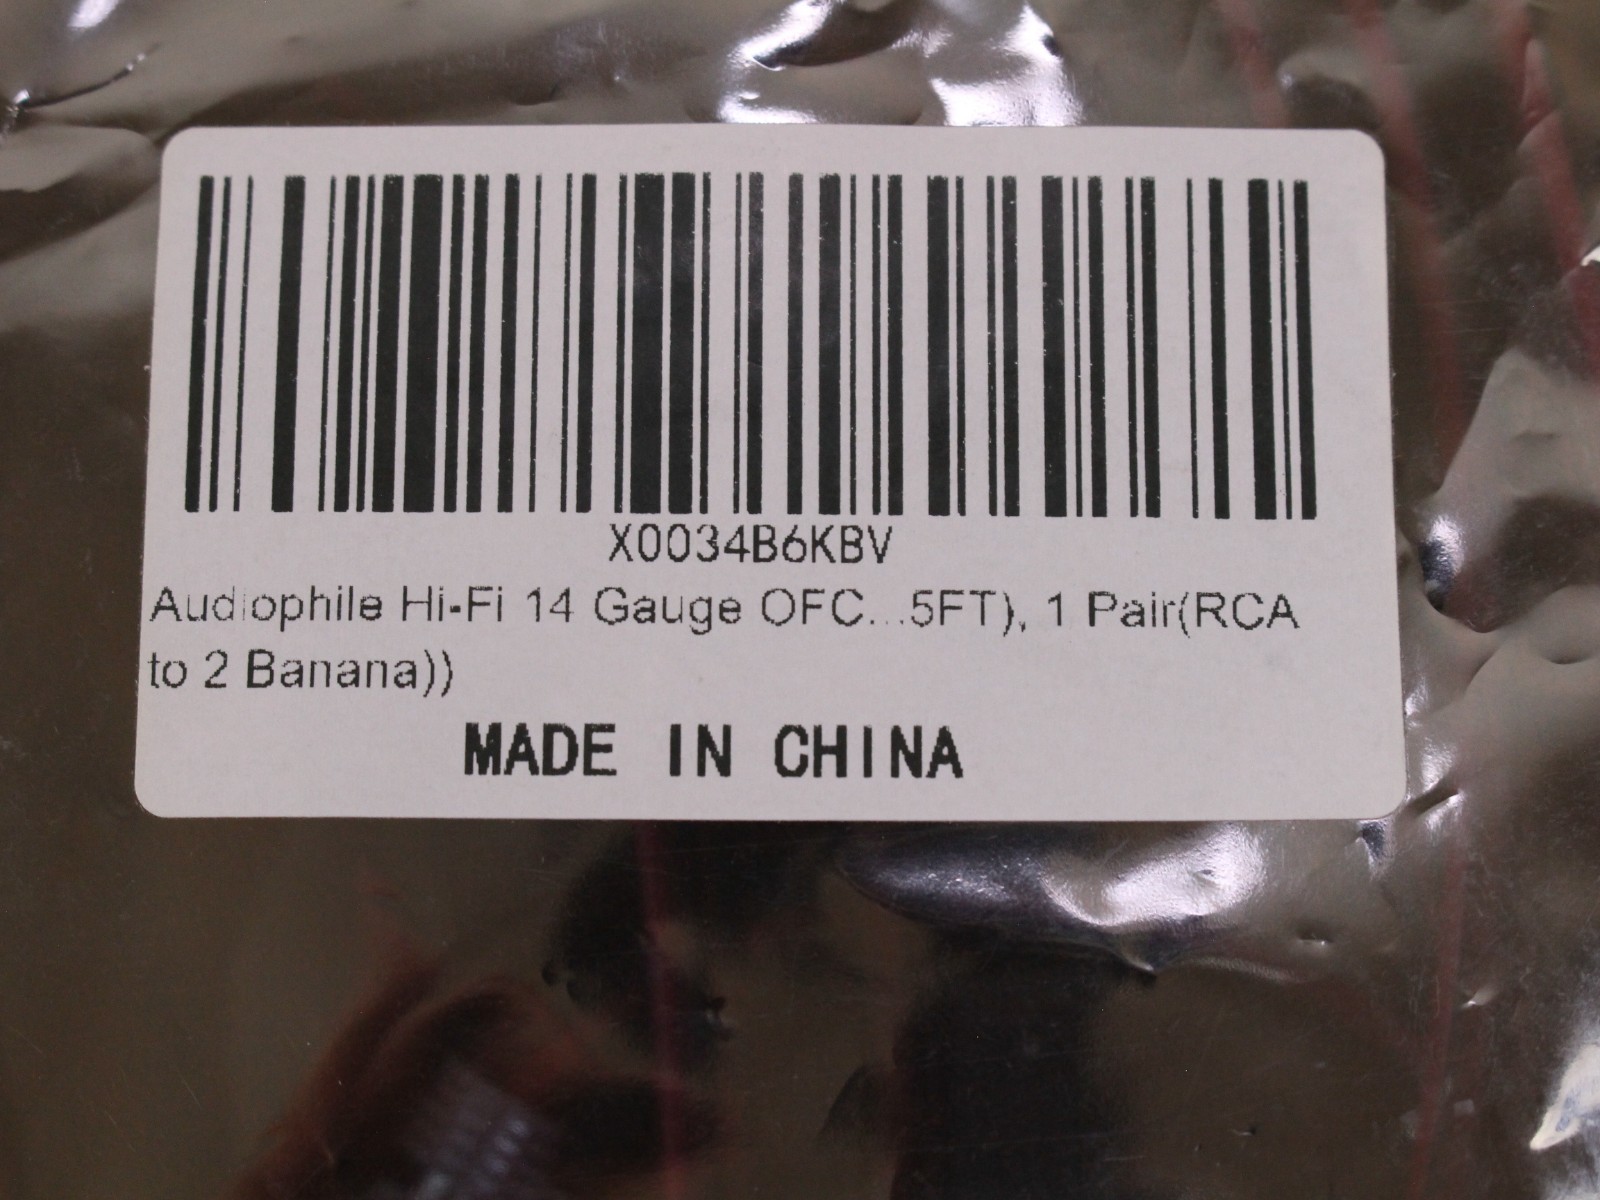 X0034B6KBV
Audiophile Hi-Fi 14 Gauge OFC...5FT), 1 Pair(RCA
to 2 Banana))
MADE IN CHINA